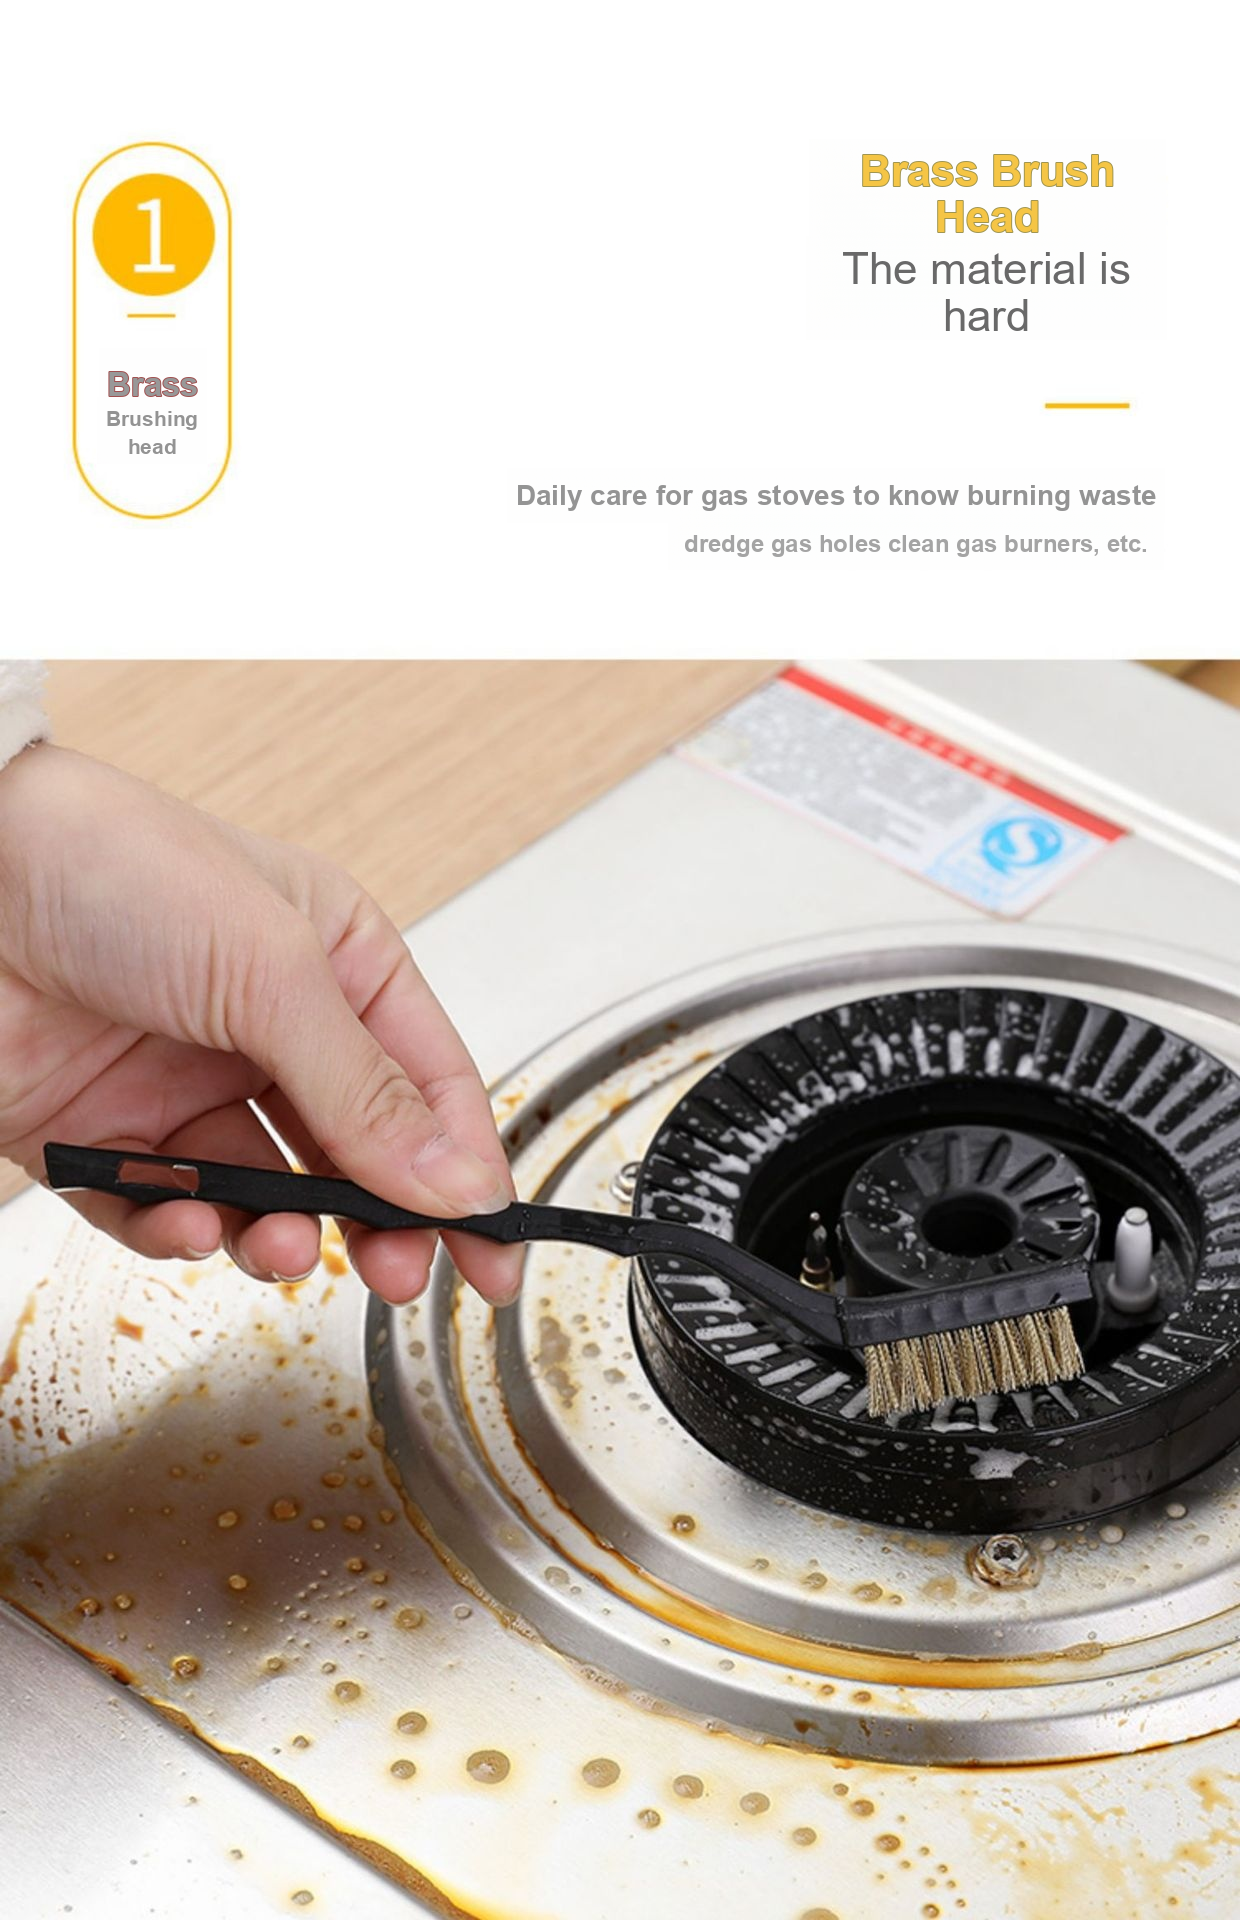 1
Brass
Brushing
head
Brass Brush
Head
The material is
hard
Daily care for gas stoves to know burning waste
dredge gas holes clean gas burners, etc.